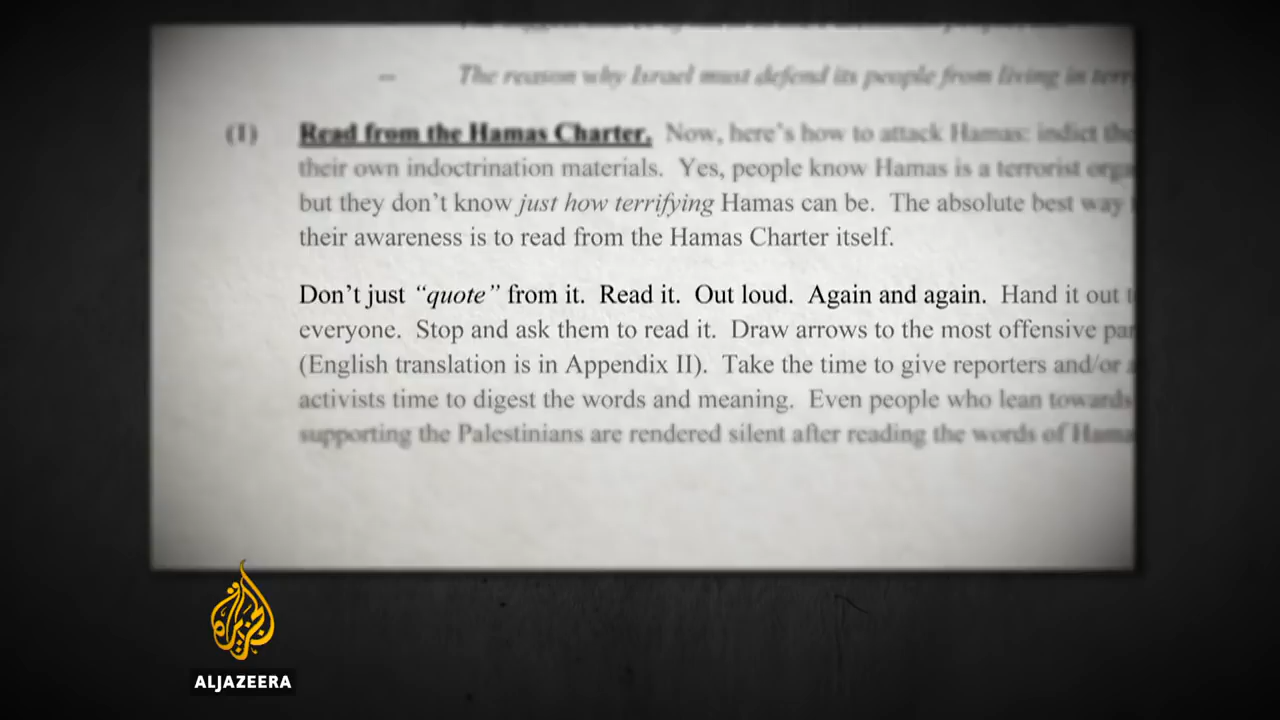 – The reason why Israel must defend its people from living in
(1) Read from the Hamas Charter. Now, here's how to attack Hamas: indict
their own indoctrination materials. Yes, people know Hamas is a terrorist
but they don't know just how terrifying Hamas can be. The absolute best way
their awareness is to read from the Hamas Charter itself.
Don't just “quote” from it. Read it. Out loud. Again and again. Hand it out
everyone. Stop and ask them to read it. Draw arrows to the most offensive
(English translation is in Appendix II). Take the time to give reporters and/or
activists time to digest the words and meaning. Even people who lean towards
supporting the Palestinians are rendered silent after reading the words of
الجزيرة
ALJAZEERA